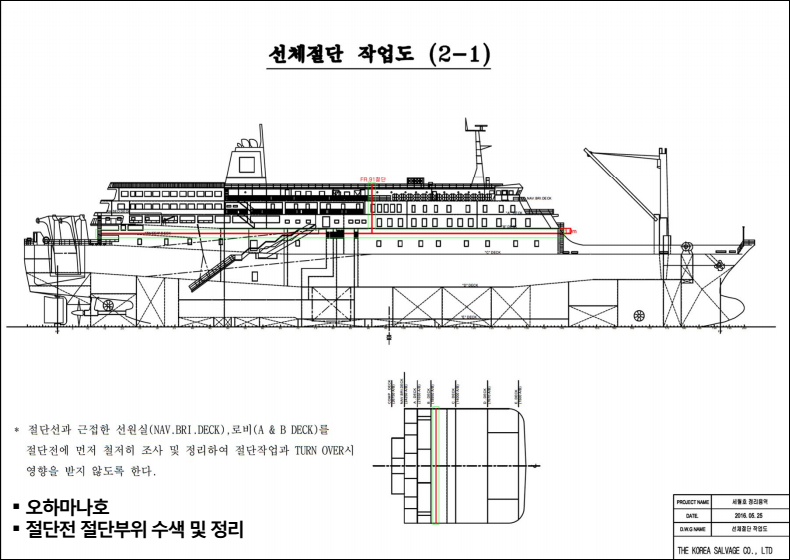 선체절단 작업도 (2-1)
FR.91절단
NAV.BRI.DECK
"D" DECK
* 절단선과 근접한 선원실(NAV.BRI.DECK),로비(A & B DECK)를
절단전에 먼저 철저히 조사 및 정리하여 절단작업과 TURN OVER시
영향을 받지 않도록 한다.
▪ 오하마나호
▪ 절단전 절단부위 수색 및 정리
PROJECT NAME 세월호 정리용역
DATE. 2016. 05. 25
D.W.G NAME 선체절단 작업도
THE KOREA SALVAGE CO., LTD